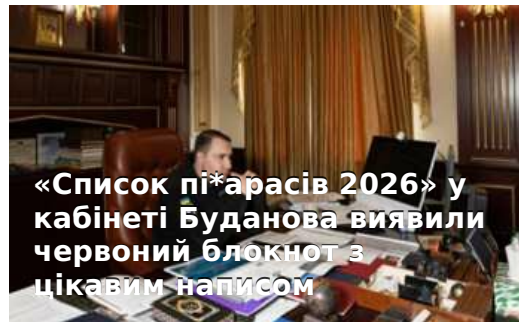 «Список пі*арасів 2026» у
кабінеті Буданова виявили
червоний блокнот з
цікавим написом